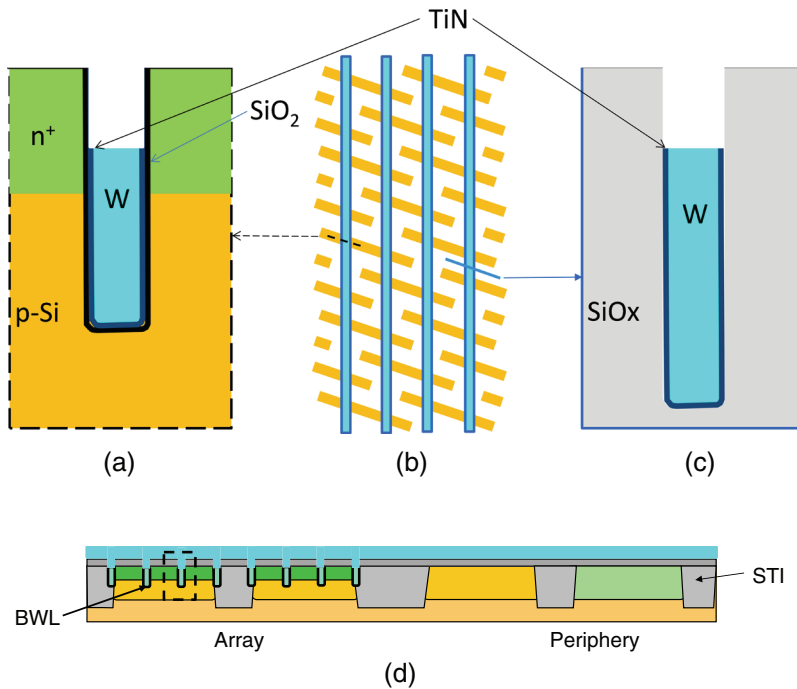 TiN
SiO2
n+
W
W
p-Si
SiOx
(a)
(b)
(c)
STI
BWL
Array
Periphery
(d)